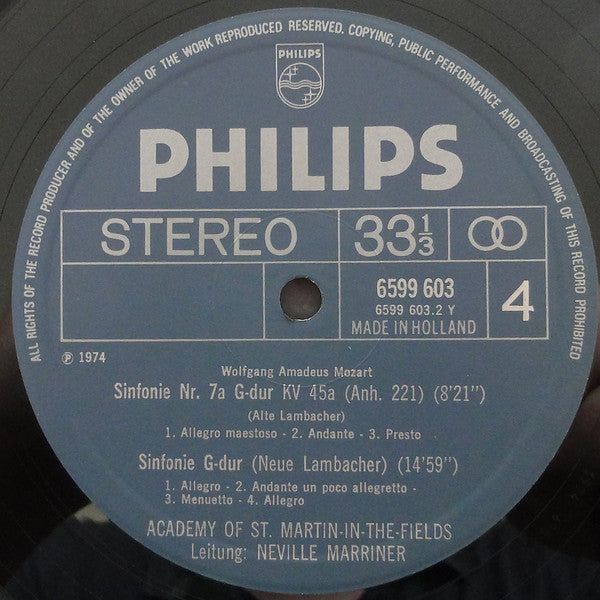 ALL RIGHTS OF THE RECORD PRODUCER AND OF THE OWNER OF THE WORK REPRODUCED RESERVED. COPYING, PUBLIC PERFORMANCE AND BROADCASTING OF THIS RECORD PROHIBITED
PHILIPS
PHILIPS
STEREO
33 1/3
6599 603
6599 603.2 Y
MADE IN HOLLAND
4
℗ 1974
Wolfgang Amadeus Mozart
Sinfonie Nr. 7a G-dur KV 45a (Anh. 221) (8'21")
(Alte Lambacher)
1. Allegro maestoso - 2. Andante - 3. Presto
Sinfonie G-dur (Neue Lambacher) (14'59")
1. Allegro - 2. Andante un poco allegretto -
3. Menuetto - 4. Allegro
ACADEMY OF ST. MARTIN-IN-THE-FIELDS
Leitung: NEVILLE MARRINER